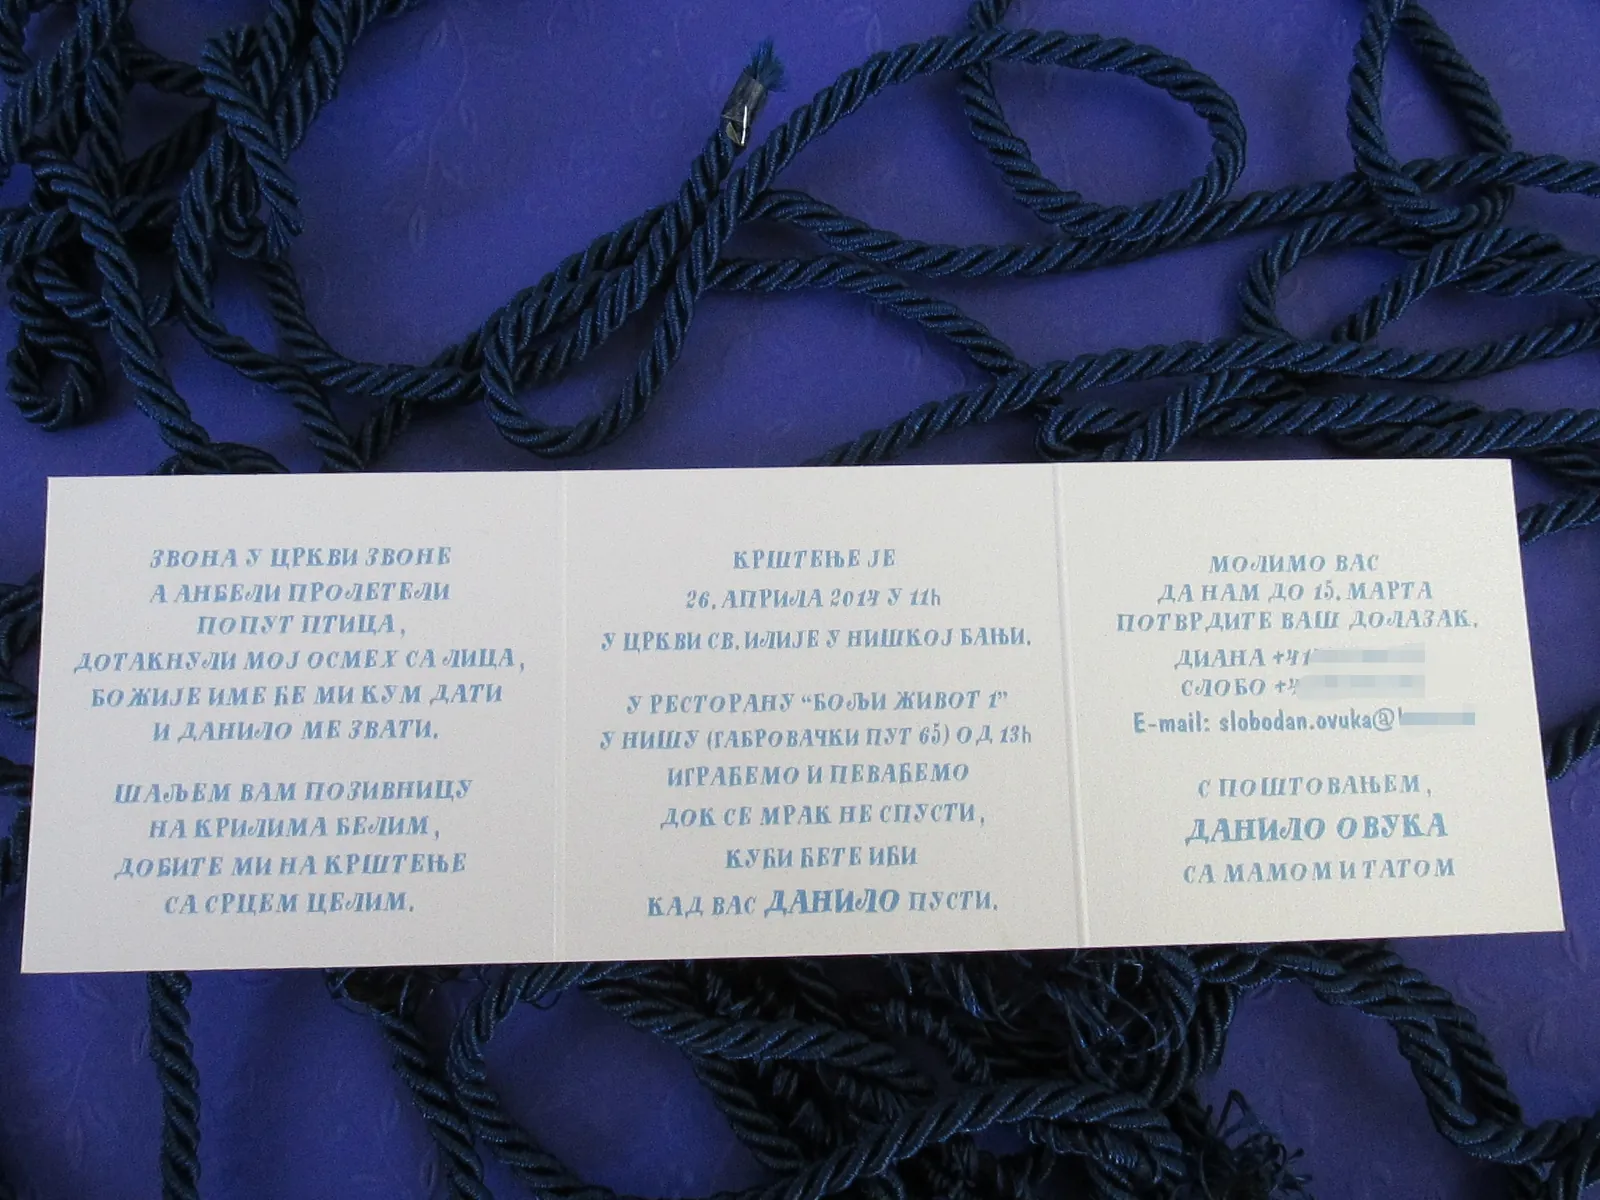 ЗВОНА У ЦРКВИ ЗВОНЕ
А АНЂЕЛИ ПРОЛЕТЕЛИ
ПОПУТ ПТИЦА,
ДОТАКНУЛИ МОЈ ОСМЕХ СА ЛИЦА,
БОЖИЈЕ ИМЕ ЋЕ МИ КУМ ДАТИ
И ДАНИЛО МЕ ЗВАТИ.
ШАЉЕМ ВАМ ПОЗИВНИЦУ
НА КРИЛИМА БЕЛИМ,
ДОЂИТЕ МИ НА КРШТЕЊЕ
СА СРЦЕМ ЦЕЛИМ.
КРШТЕЊЕ ЈЕ
26. АПРИЛА 2014 У 11h
У ЦРКВИ СВ. ИЛИЈЕ У НИШКОЈ БАЊИ.
У РЕСТОРАНУ “БОЉИ ЖИВОТ 1”
У НИШУ (ГАБРОВАЧКИ ПУТ 65) ОД 13h
ИГРАЋЕМО И ПЕВАЋЕМО
ДОК СЕ МРАК НЕ СПУСТИ,
КУЋИ ЋЕТЕ ИЋИ
КАД ВАС ДАНИЛО ПУСТИ.
МОЛИМО ВАС
ДА НАМ ДО 15. МАРТА
ПОТВРДИТЕ ВАШ ДОЛАЗАК.
ДИАНА +41
СЛОБО +4
E-mail: slobodan.ovuka@
С ПОШТОВАЊЕМ,
ДАНИЛО ОВУКА
СА МАМОМ И ТАТОМ